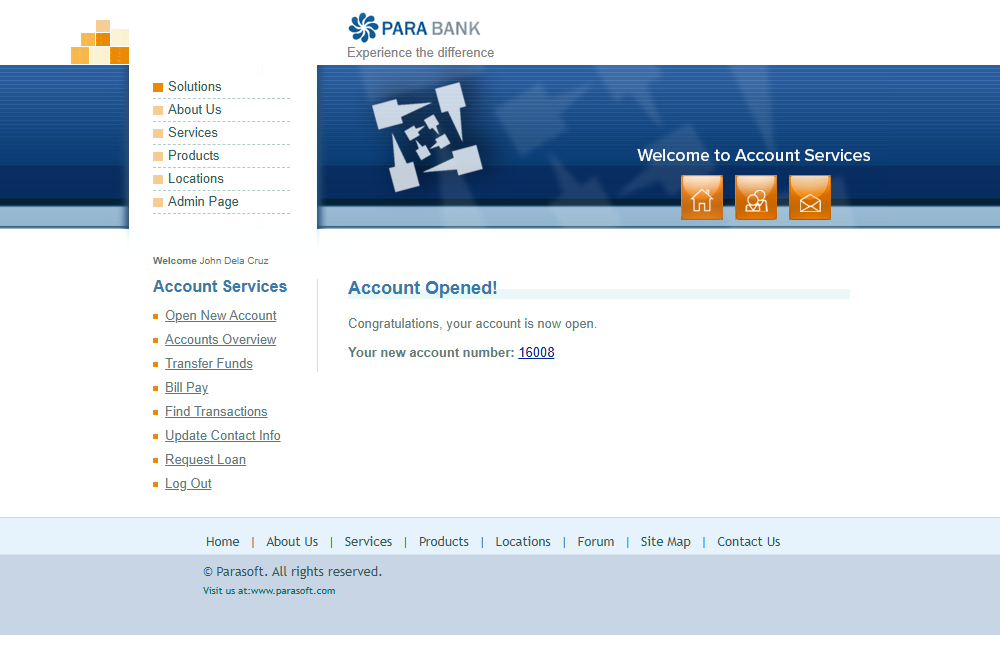 PARA BANK
Experience the difference
Solutions
About Us
Services
Products
Locations
Admin Page
Welcome to Account Services
Welcome John Dela Cruz
Account Services
Open New Account
Accounts Overview
Transfer Funds
Bill Pay
Find Transactions
Update Contact Info
Request Loan
Log Out
Account Opened!
Congratulations, your account is now open.
Your new account number: 16008
Home | About Us | Services | Products | Locations | Forum | Site Map | Contact Us
© Parasoft. All rights reserved.
Visit us at:www.parasoft.com